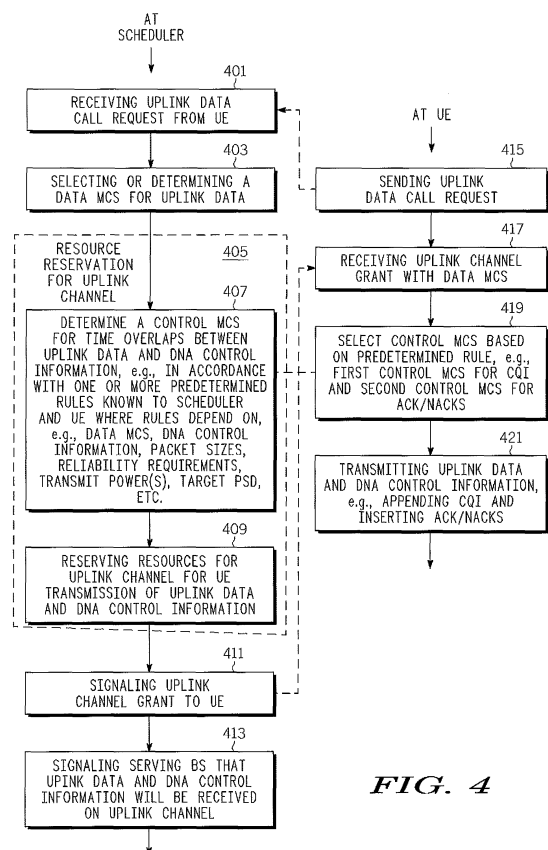 AT
SCHEDULER
401
RECEIVING UPLINK DATA
CALL REQUEST FROM UE
403
SELECTING OR DETERMINING A
DATA MCS FOR UPLINK DATA
RESOURCE
RESERVATION
FOR UPLINK
CHANNEL
405
407
DETERMINE A CONTROL MCS
FOR TIME OVERLAPS BETWEEN
UPLINK DATA AND DNA CONTROL
INFORMATION, e.g., IN ACCORDANCE
WITH ONE OR MORE PREDETERMINED
RULES KNOWN TO SCHEDULER
AND UE WHERE RULES DEPEND ON,
e.g., DATA MCS, DNA CONTROL
INFORMATION, PACKET SIZES,
RELIABILITY REQUIREMENTS,
TRANSMIT POWER(S), TARGET PSD,
ETC.
409
RESERVING RESOURCES FOR
UPLINK CHANNEL FOR UE
TRANSMISSION OF UPLINK DATA
AND DNA CONTROL INFORMATION
411
SIGNALING UPLINK
CHANNEL GRANT TO UE
413
SIGNALING SERVING BS THAT
UPINK DATA AND DNA CONTROL
INFORMATION WILL BE RECEIVED
ON UPLINK CHANNEL
AT UE
415
SENDING UPLINK
DATA CALL REQUEST
417
RECEIVING UPLINK CHANNEL
GRANT WITH DATA MCS
419
SELECT CONTROL MCS BASED
ON PREDETERMINED RULE, e.g.,
FIRST CONTROL MCS FOR CQI
AND SECOND CONTROL MCS FOR
ACK/NACKS
421
TRANSMITTING UPLINK DATA
AND DNA CONTROL INFORMATION,
e.g., APPENDING CQI AND
INSERTING ACK/NACKS
FIG. 4